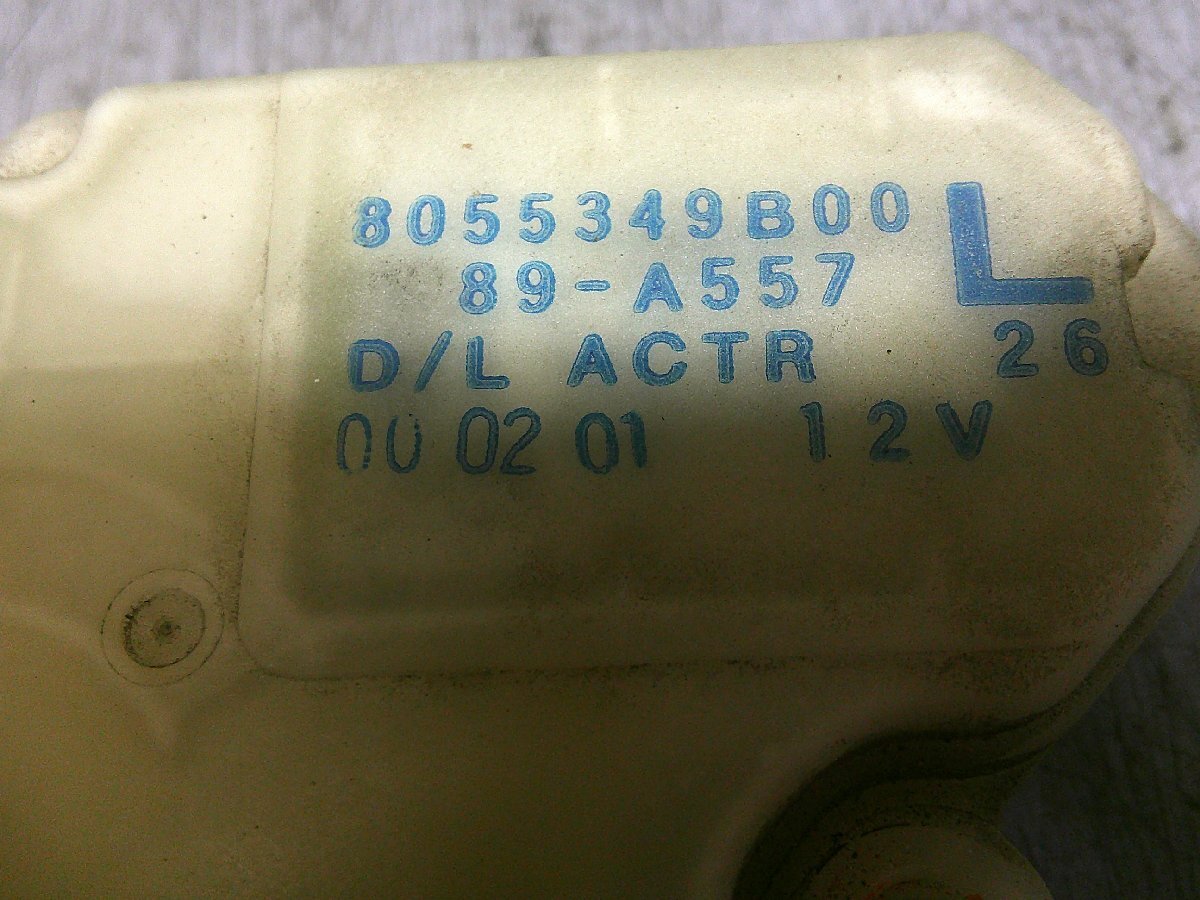 8055349B00 L
89-A557
D/L ACTR 26
00 02 01 12V